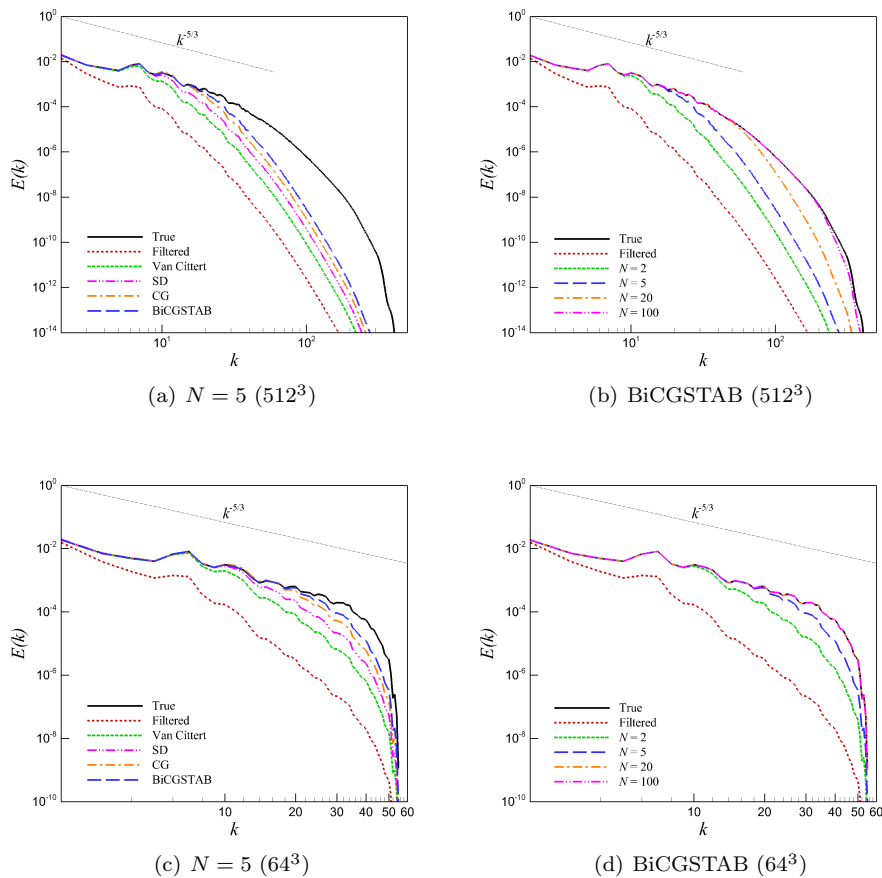 10^0
10^-2
10^-4
10^-6
10^-8
10^-10
10^-12
10^-14
E(k)
k^-5/3
True
Filtered
Van Cittert
SD
CG
BiCGSTAB
10^1
10^2
k
(a) N = 5 (512^3)
10^0
10^-2
10^-4
10^-6
10^-8
10^-10
10^-12
10^-14
E(k)
k^-5/3
True
Filtered
N = 2
N = 5
N = 20
N = 100
10^1
10^2
k
(b) BiCGSTAB (512^3)
10^0
10^-2
10^-4
10^-6
10^-8
10^-10
E(k)
k^-5/3
True
Filtered
Van Cittert
SD
CG
BiCGSTAB
10 20 30 40 50 60
k
(c) N = 5 (64^3)
10^0
10^-2
10^-4
10^-6
10^-8
10^-10
E(k)
k^-5/3
True
Filtered
N = 2
N = 5
N = 20
N = 100
10 20 30 40 50 60
k
(d) BiCGSTAB (64^3)